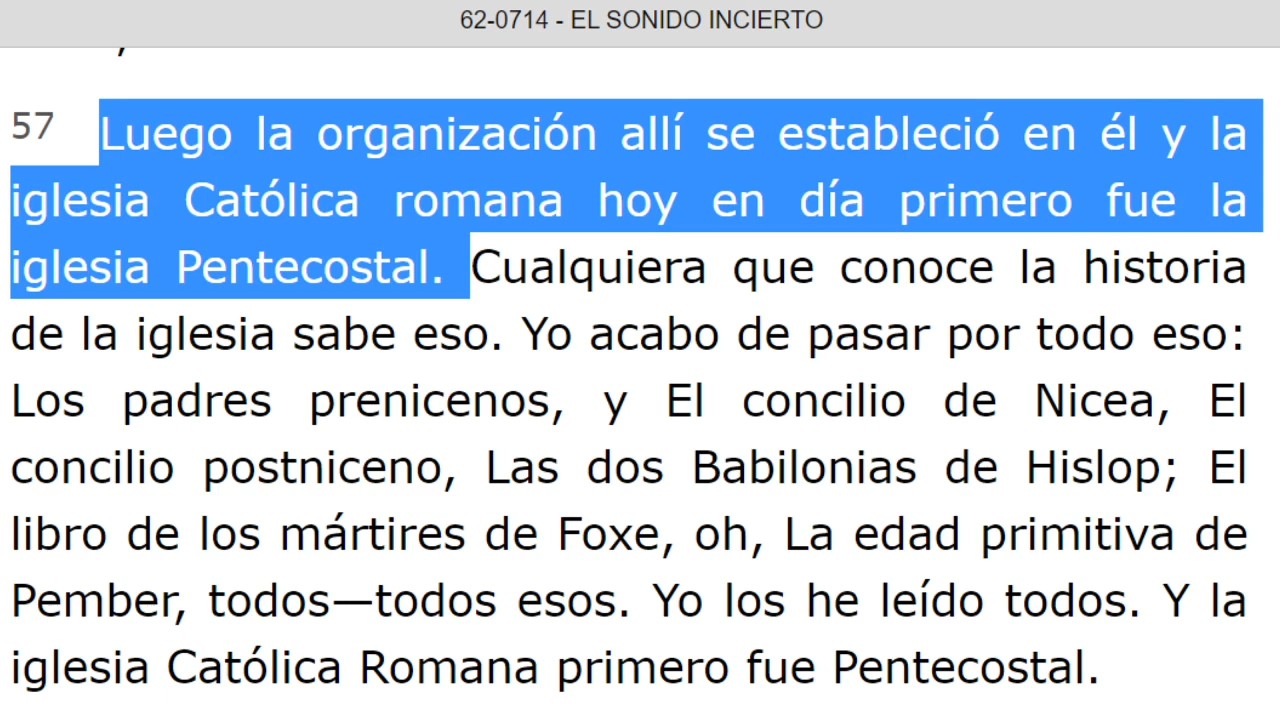 62-0714 - EL SONIDO INCIERTO
57 Luego la organización allí se estableció en él y la
iglesia Católica romana hoy en día primero fue la
iglesia Pentecostal. Cualquiera que conoce la historia
de la iglesia sabe eso. Yo acabo de pasar por todo eso:
Los padres prenicenos, y El concilio de Nicea, El
concilio postniceno, Las dos Babilonias de Hislop; El
libro de los mártires de Foxe, oh, La edad primitiva de
Pember, todos—todos esos. Yo los he leído todos. Y la
iglesia Católica Romana primero fue Pentecostal.